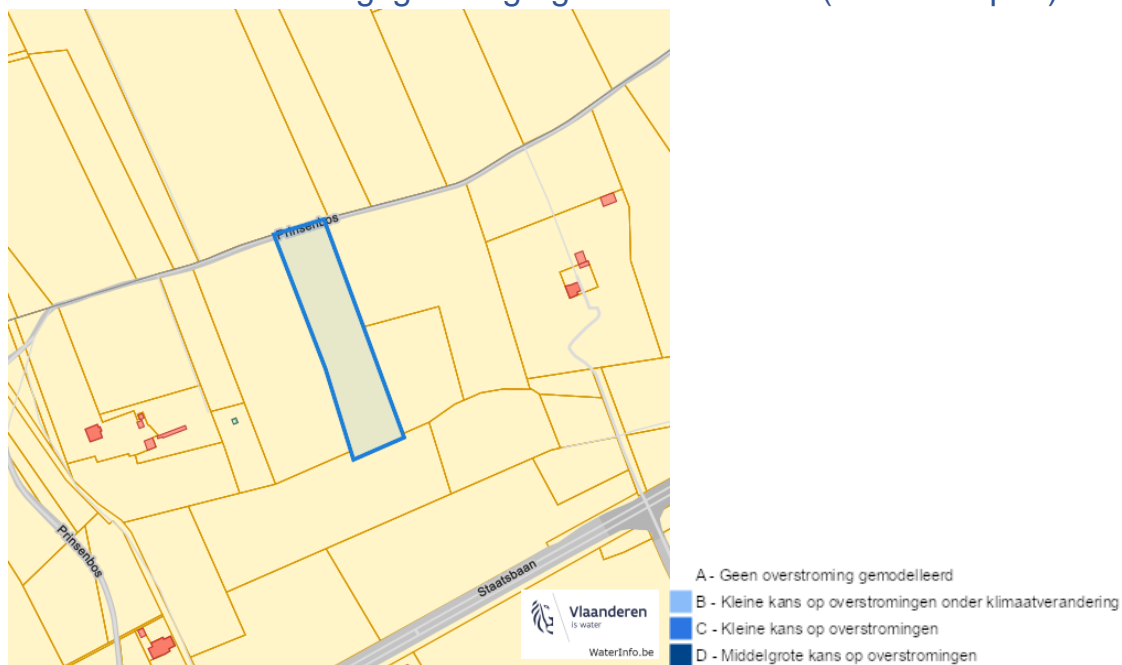 Prinsenbos
Prinsenbos
Staatsbaan
Vlaanderen
is water
WaterInfo.be
A - Geen overstroming gemodelleerd
B - Kleine kans op overstromingen onder klimaatverandering
C - Kleine kans op overstromingen
D - Middelgrote kans op overstromingen